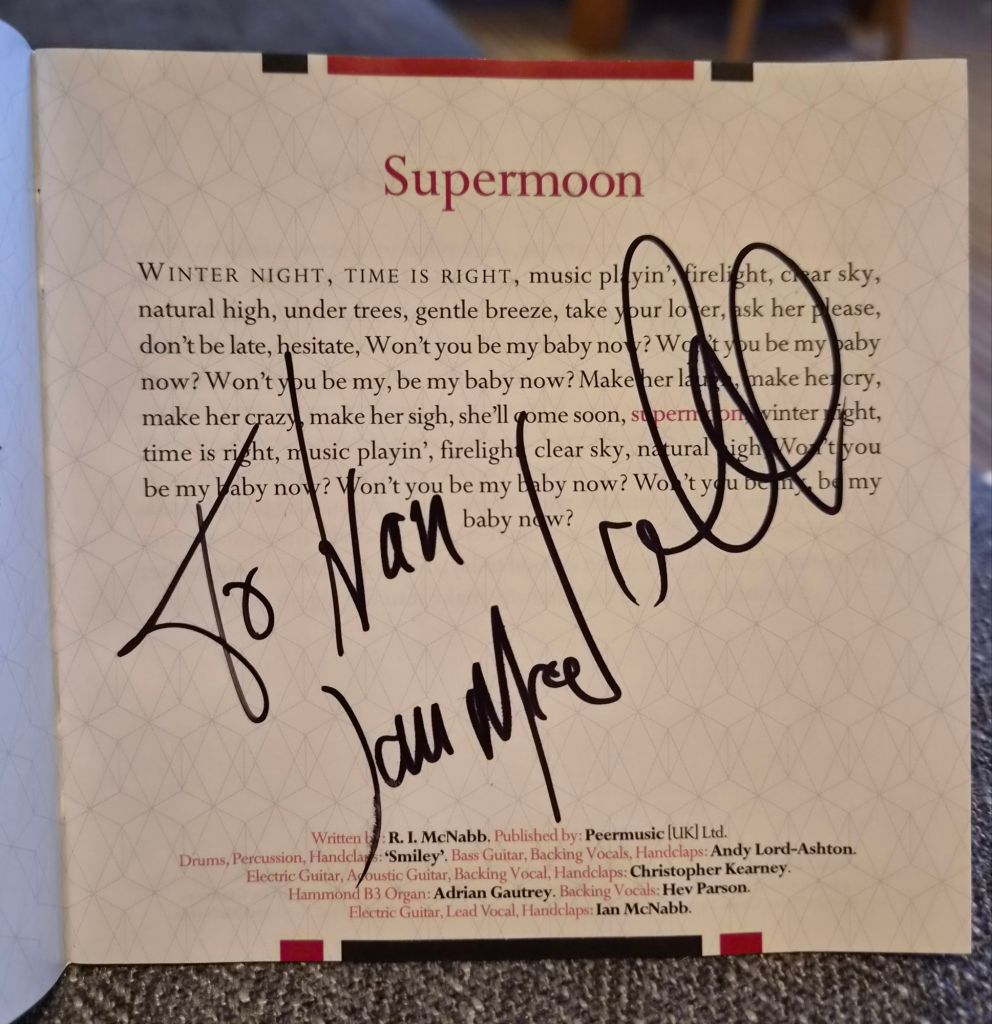 Supermoon
WINTER NIGHT, TIME IS RIGHT, music playin', firelight, clear sky,
natural high, under trees, gentle breeze, take your lover, ask her please,
don't be late, hesitate, Won't you be my baby now? Won't you be my baby
now? Won't you be my, be my baby now? Make her laugh, make her cry,
make her crazy, make her sigh, she'll come soon, supermoon, winter night,
time is right, music playin', firelight, clear sky, natural high, Won't you
be my baby now? Won't you be my baby now? Won't you be my, be my
baby now?
To
Ian McNabb
Written by: R. I. McNabb. Published by: Peermusic [UK] Ltd.
Drums, Percussion, Handclaps: 'Smiley'. Bass Guitar, Backing Vocals, Handclaps: Andy Lord-Ashton.
Electric Guitar, Acoustic Guitar, Backing Vocal, Handclaps: Christopher Kearney.
Hammond B3 Organ: Adrian Gautrey. Backing Vocals: Hev Parson.
Electric Guitar, Lead Vocal, Handclaps: Ian McNabb.